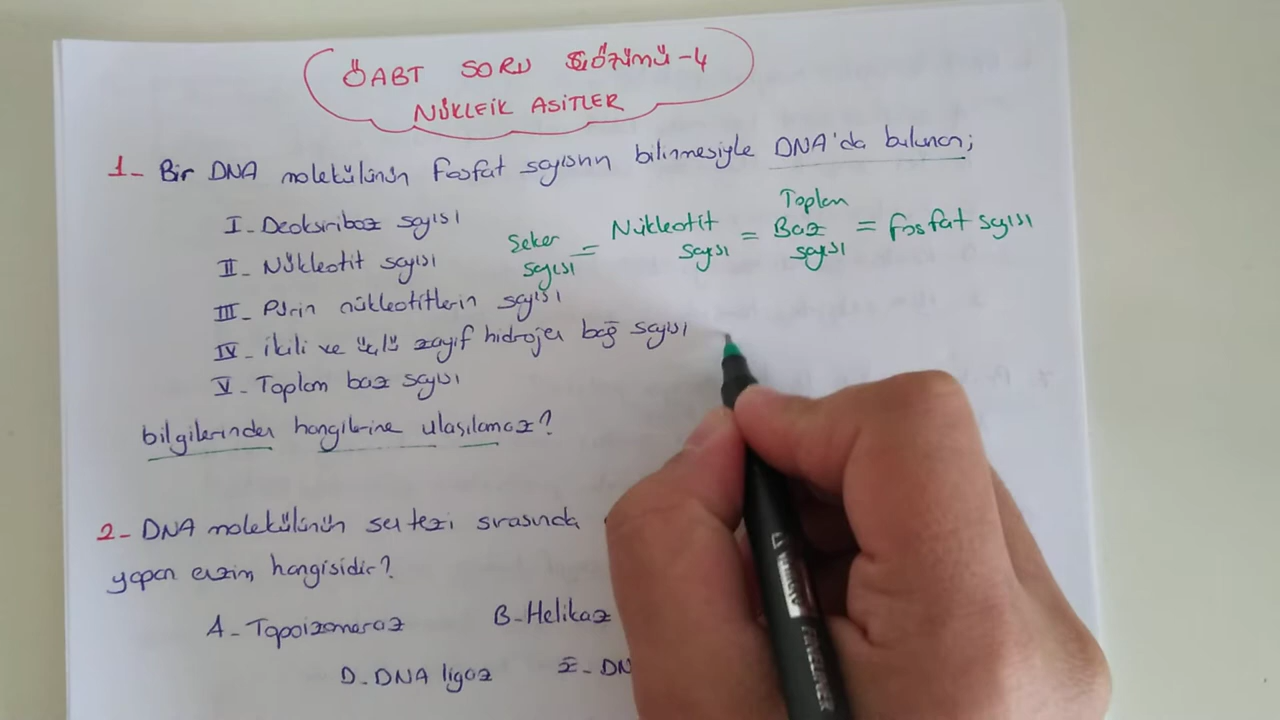 ÖABT SORU ÇÖZÜMÜ-4
NÜKLEİK ASİTLER
1- Bir DNA molekülünün fosfat sayısının bilinmesiyle DNA'da bulunan;
I- Deoksiriboz sayısı
II- Nükleotit sayısı
III- Pürin nükleotitlerin sayısı
IV- ikili ve üçlü zayıf hidrojen bağ sayısı
V- Toplam baz sayısı
Şeker sayısı = Nükleotit sayısı = Toplam Baz sayısı = fosfat sayısı
bilgilerinden hangilerine ulaşılamaz?
2- DNA molekülünün sentezi sırasında
yapan enzim hangisidir?
A- Topoizomeraz B- Helikaz
D- DNA ligaz E- DN